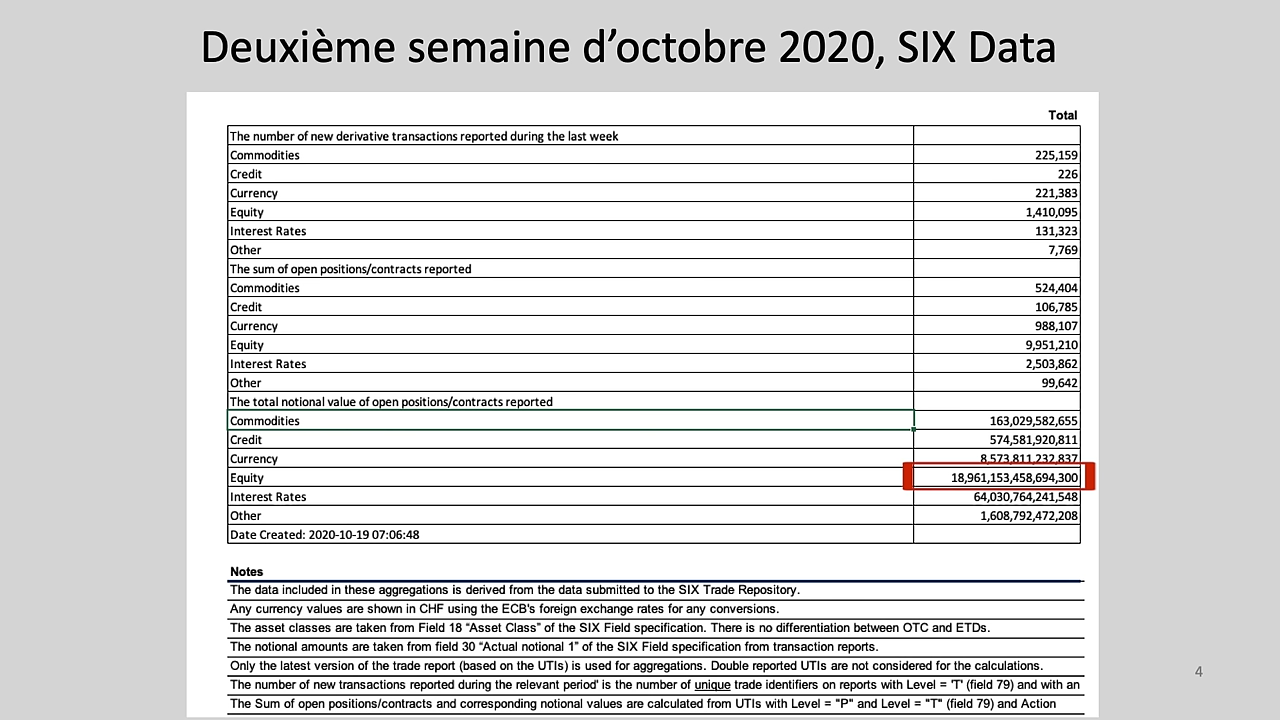 Deuxième semaine d’octobre 2020, SIX Data
Total
The number of new derivative transactions reported during the last week
Commodities 225,159
Credit 226
Currency 221,383
Equity 1,410,095
Interest Rates 131,323
Other 7,769
The sum of open positions/contracts reported
Commodities 524,404
Credit 106,785
Currency 988,107
Equity 9,951,210
Interest Rates 2,503,862
Other 99,642
The total notional value of open positions/contracts reported
Commodities 163,029,582,655
Credit 574,581,920,811
Currency 8,573,811,232,837
Equity 18,961,153,458,694,300
Interest Rates 64,030,764,241,548
Other 1,608,792,472,208
Date Created: 2020-10-19 07:06:48
Notes
The data included in these aggregations is derived from the data submitted to the SIX Trade Repository.
Any currency values are shown in CHF using the ECB's foreign exchange rates for any conversions.
The asset classes are taken from Field 18 “Asset Class” of the SIX Field specification. There is no differentiation between OTC and ETDs.
The notional amounts are taken from field 30 “Actual notional 1” of the SIX Field specification from transaction reports.
Only the latest version of the trade report (based on the UTIs) is used for aggregations. Double reported UTIs are not considered for the calculations.
The number of new transactions reported during the relevant period' is the number of unique trade identifiers on reports with Level = 'T' (field 79) and with an
The Sum of open positions/contracts and corresponding notional values are calculated from UTIs with Level = "P" and Level = "T" (field 79) and Action
4